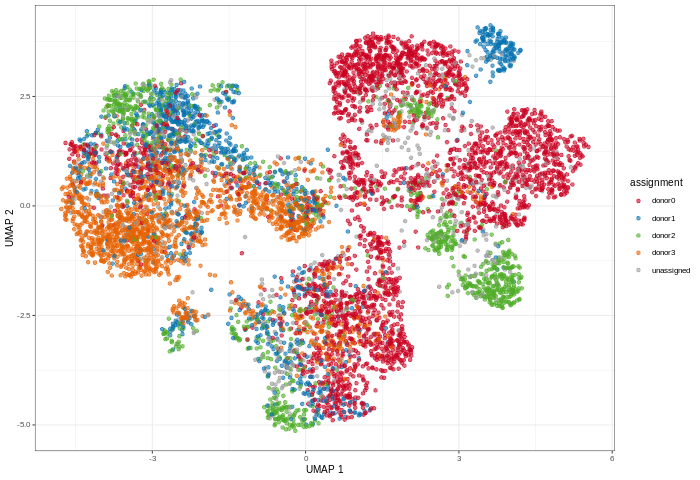 2.5
0.0
-2.5
-5.0
-3
0
3
6
UMAP 1
UMAP 2
assignment
donor0
donor1
donor2
donor3
unassigned